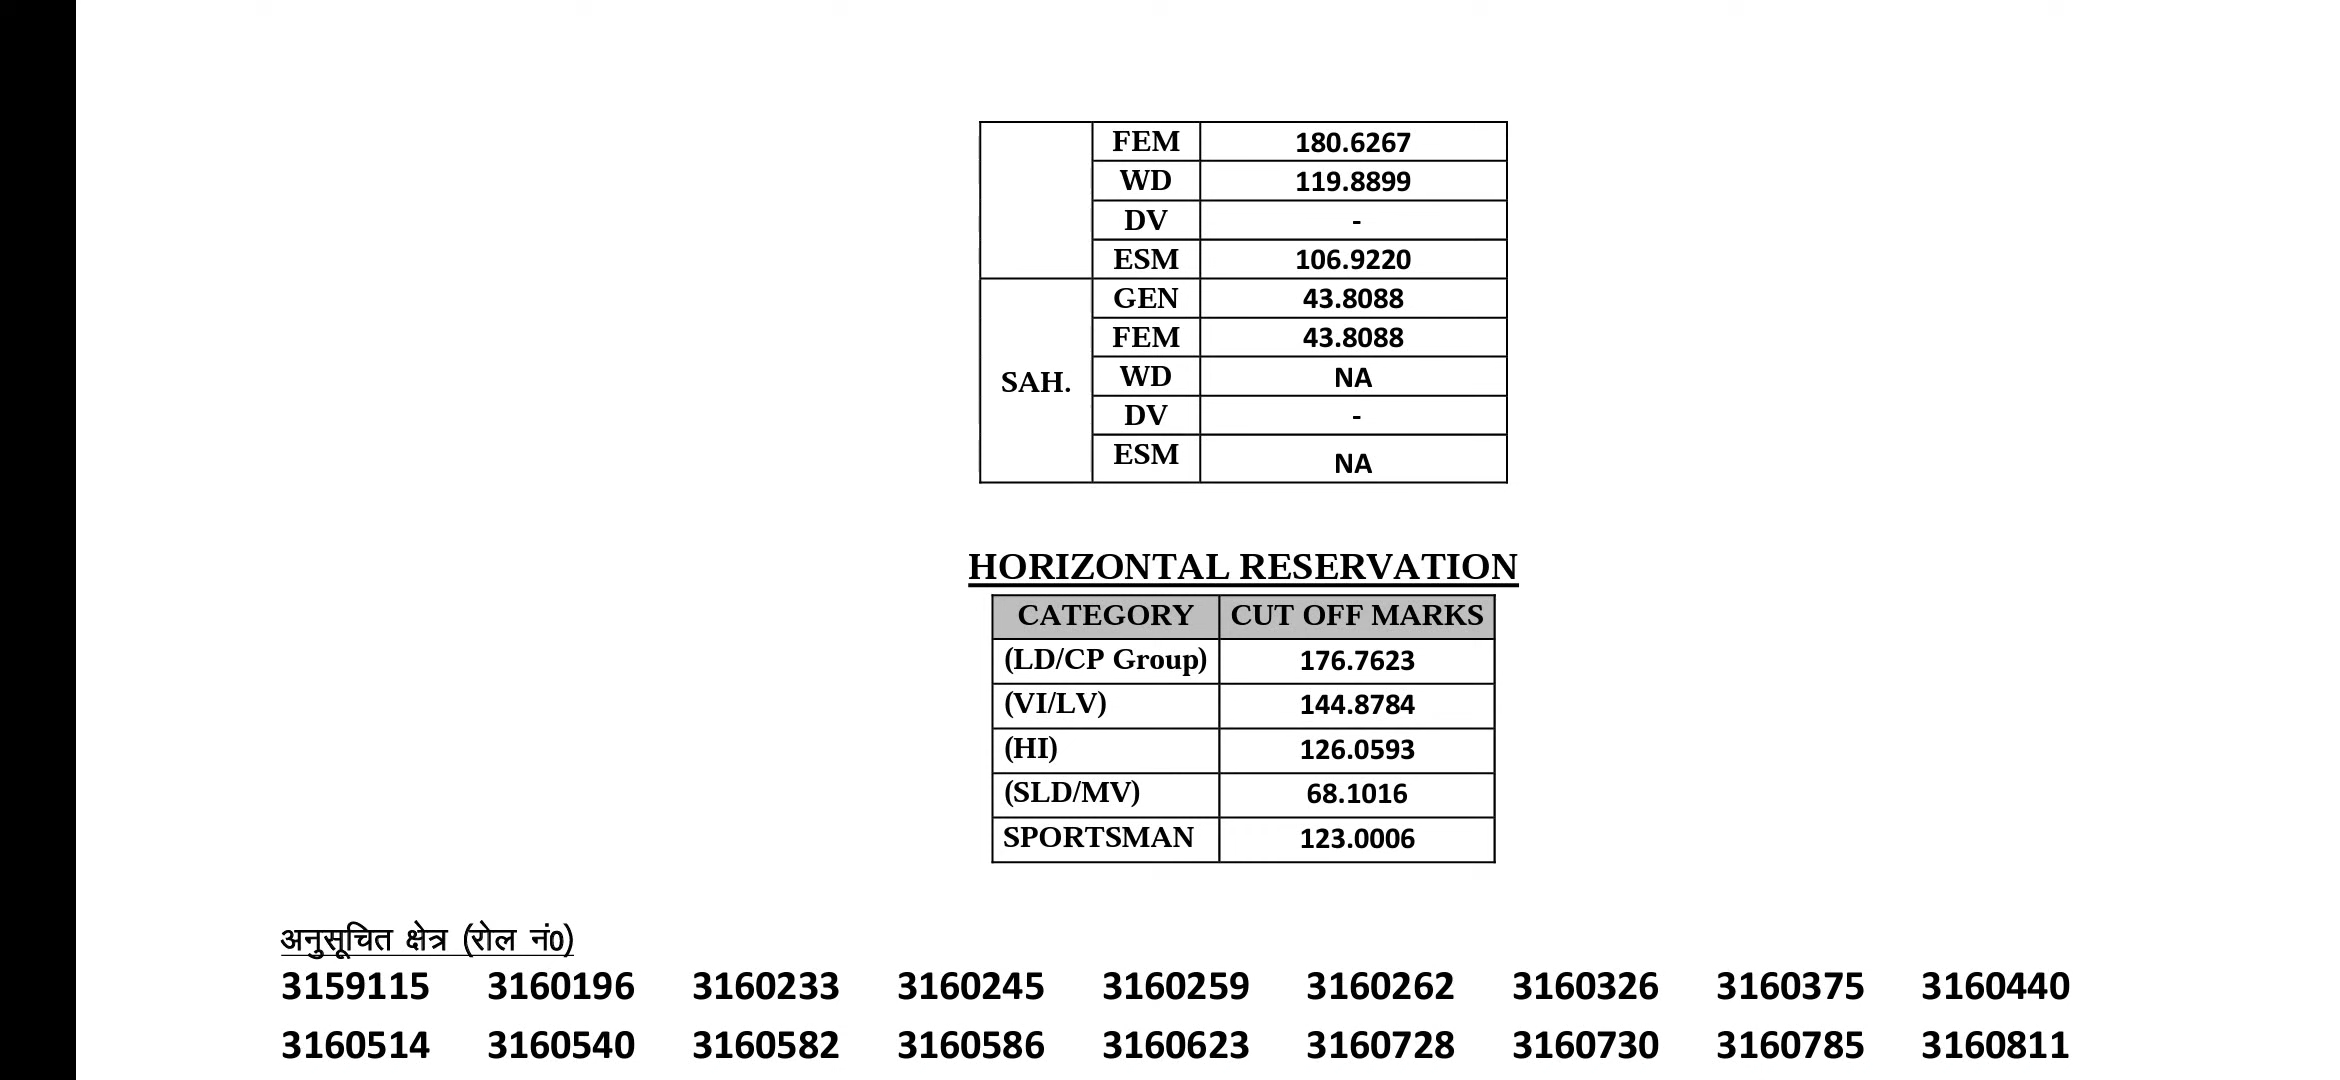 FEM 180.6267
WD 119.8899
DV -
ESM 106.9220
SAH.
GEN 43.8088
FEM 43.8088
WD NA
DV -
ESM NA
HORIZONTAL RESERVATION
CATEGORY CUT OFF MARKS
(LD/CP Group) 176.7623
(VI/LV) 144.8784
(HI) 126.0593
(SLD/MV) 68.1016
SPORTSMAN 123.0006
अनुसूचित क्षेत्र (रोल नं0)
3159115 3160196 3160233 3160245 3160259 3160262 3160326 3160375 3160440
3160514 3160540 3160582 3160586 3160623 3160728 3160730 3160785 3160811